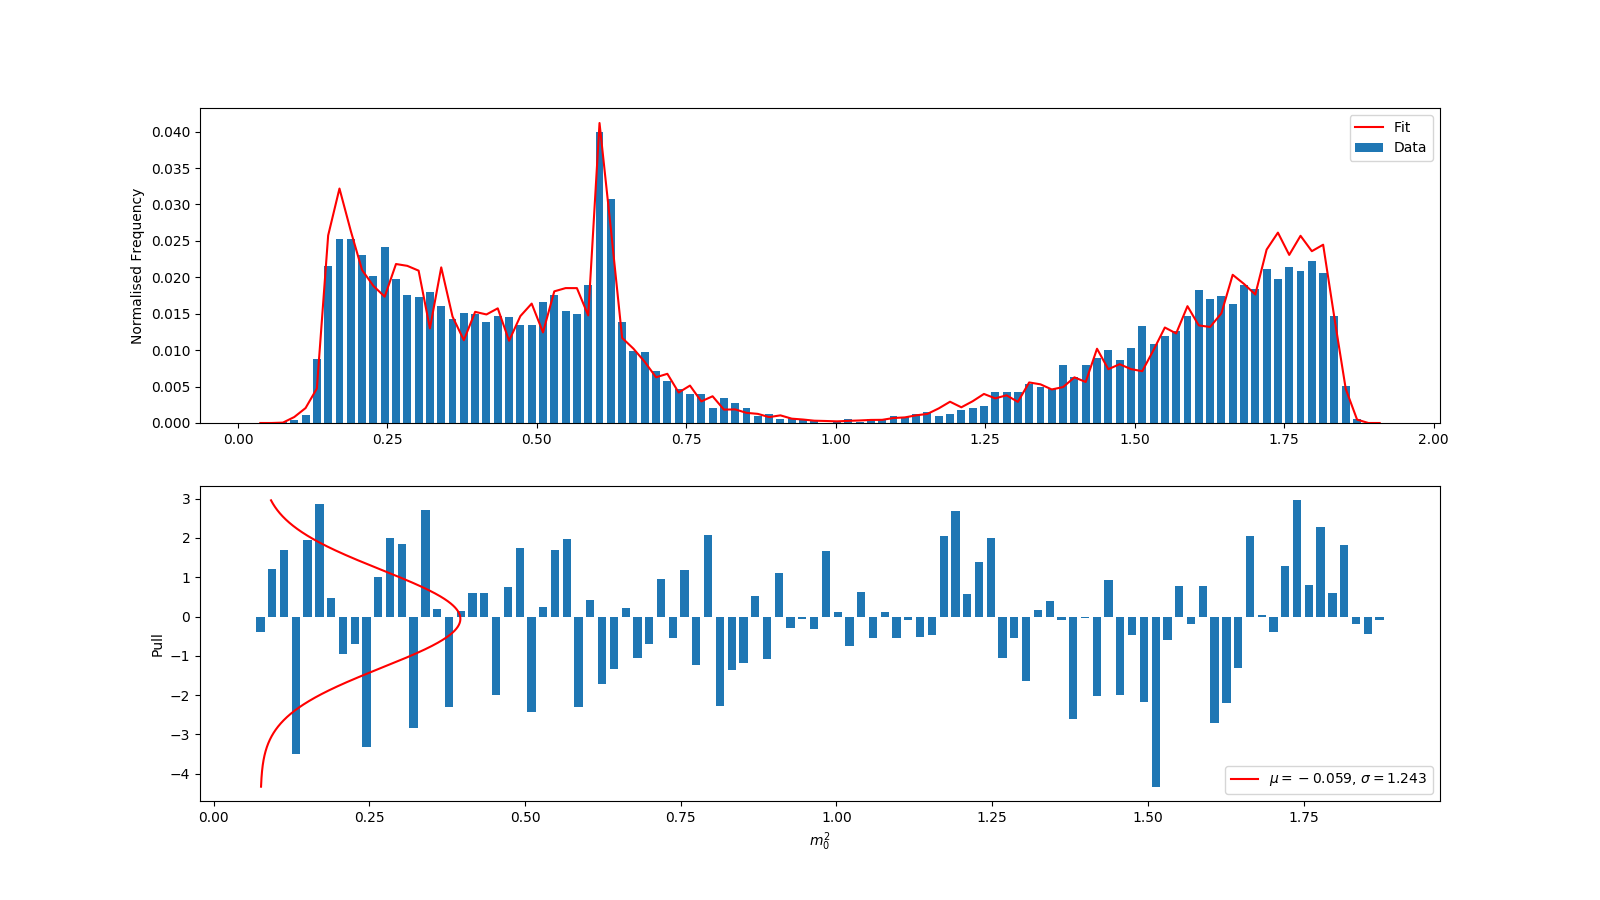 Normalised Frequency
0.040
0.035
0.030
0.025
0.020
0.015
0.010
0.005
0.000
0.00 0.25 0.50 0.75 1.00 1.25 1.50 1.75 2.00
Fit
Data
Pull
3
2
1
0
−1
−2
−3
−4
0.00 0.25 0.50 0.75 1.00 1.25 1.50 1.75
μ = −0.059, σ = 1.243
m₀²